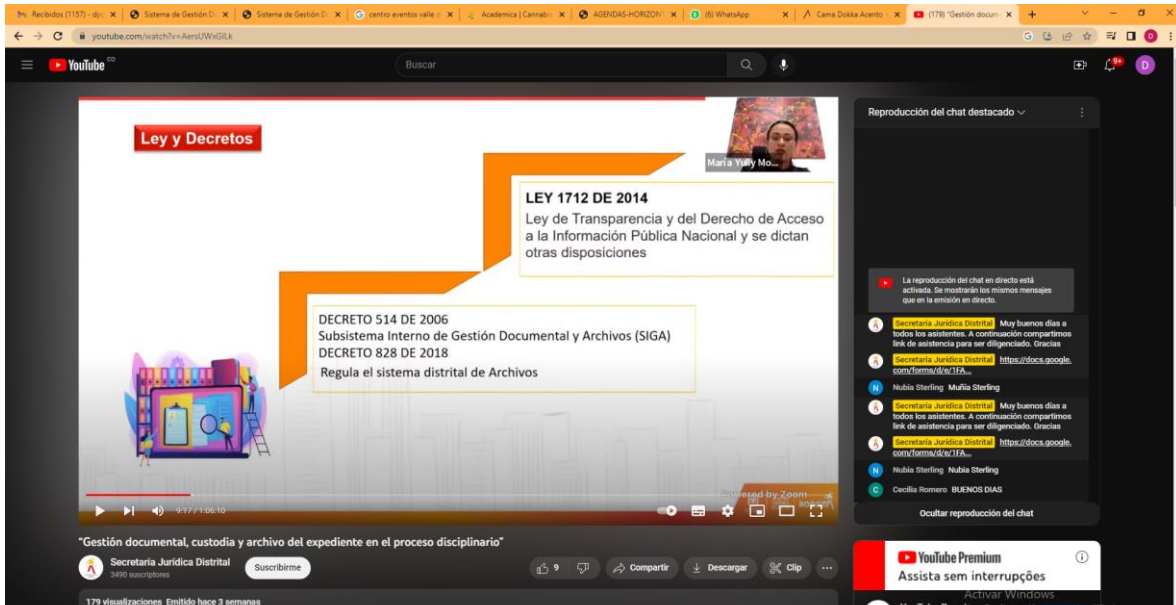 Recibidos (1157) - dp
Sistema de Gestión D
Sistema de Gestión D
centro eventos valle
Academica | Cannabi
AGENDAS-HORIZONT
(6) WhatsApp
Cama Dokka Acento -
(179) "Gestión docum
youtube.com/watch?v=AersUWxGILk
YouTube CO
Buscar
9+
D
Ley y Decretos
María Yully Mo...
LEY 1712 DE 2014
Ley de Transparencia y del Derecho de Acceso
a la Información Pública Nacional y se dictan
otras disposiciones
DECRETO 514 DE 2006
Subsistema Interno de Gestión Documental y Archivos (SIGA)
DECRETO 828 DE 2018
Regula el sistema distrital de Archivos
Powered by Zoom
9:17 / 1:06:10
"Gestión documental, custodia y archivo del expediente en el proceso disciplinario"
Secretaría Jurídica Distrital
3490 suscriptores
Suscribirme
9
Compartir
Descargar
Clip
179 visualizaciones Emitido hace 3 semanas
Reproducción del chat destacado
La reproducción del chat en directo está
activada. Se mostrarán los mismos mensajes
que en la emisión en directo.
Secretaría Jurídica Distrital Muy buenos días a
todos los asistentes. A continuación compartimos
link de asistencia para ser diligenciado. Gracias
Secretaría Jurídica Distrital https://docs.google.
com/forms/d/e/1FA...
N Nubia Sterling Muñía Sterling
Secretaría Jurídica Distrital Muy buenos días a
todos los asistentes. A continuación compartimos
link de asistencia para ser diligenciado. Gracias
Secretaría Jurídica Distrital https://docs.google.
com/forms/d/e/1FA...
N Nubia Sterling Nubia Sterling
C Cecilia Romero BUENOS DIAS
Ocultar reproducción del chat
YouTube Premium
Assista sem interrupções
Activar Windows